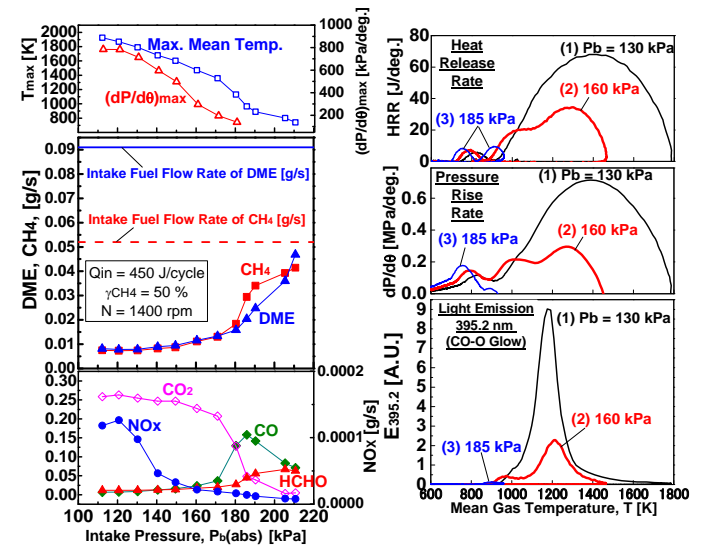 2000
1800
1600
1400
1200
1000
800
Tmax [K]
Max. Mean Temp.
(dP/dθ)max
1000
800
600
400
200
0
(dP/dθ)max [kPa/deg.]
0.09
0.08
0.07
0.06
0.05
0.04
0.03
0.02
0.01
0.00
DME, CH4, [g/s]
Intake Fuel Flow Rate of DME [g/s]
Intake Fuel Flow Rate of CH4 [g/s]
Qin = 450 J/cycle
γCH4 = 50 %
N = 1400 rpm
CH4
DME
0.30
0.25
0.20
0.15
0.10
0.05
0.00
CO2
NOx
CO
HCHO
0.0002
0.0001
0.0000
NOx [g/s]
100 120 140 160 180 200 220
Intake Pressure, Pb(abs) [kPa]
80
60
40
20
0
HRR [J/deg.]
Heat
Release
Rate
(1) Pb = 130 kPa
(2) 160 kPa
(3) 185 kPa
0.8
0.6
0.4
0.2
0.0
dP/dθ [MPa/deg.]
Pressure
Rise
Rate
(1) Pb = 130 kPa
(2) 160 kPa
(3) 185 kPa
9
8
7
6
5
4
3
2
1
0
E395.2 [A.U.]
Light Emission
395.2 nm
(CO-O Glow)
(1) Pb = 130 kPa
(2) 160 kPa
(3) 185 kPa
600 800 1000 1200 1400 1600 1800
Mean Gas Temperature, T [K]